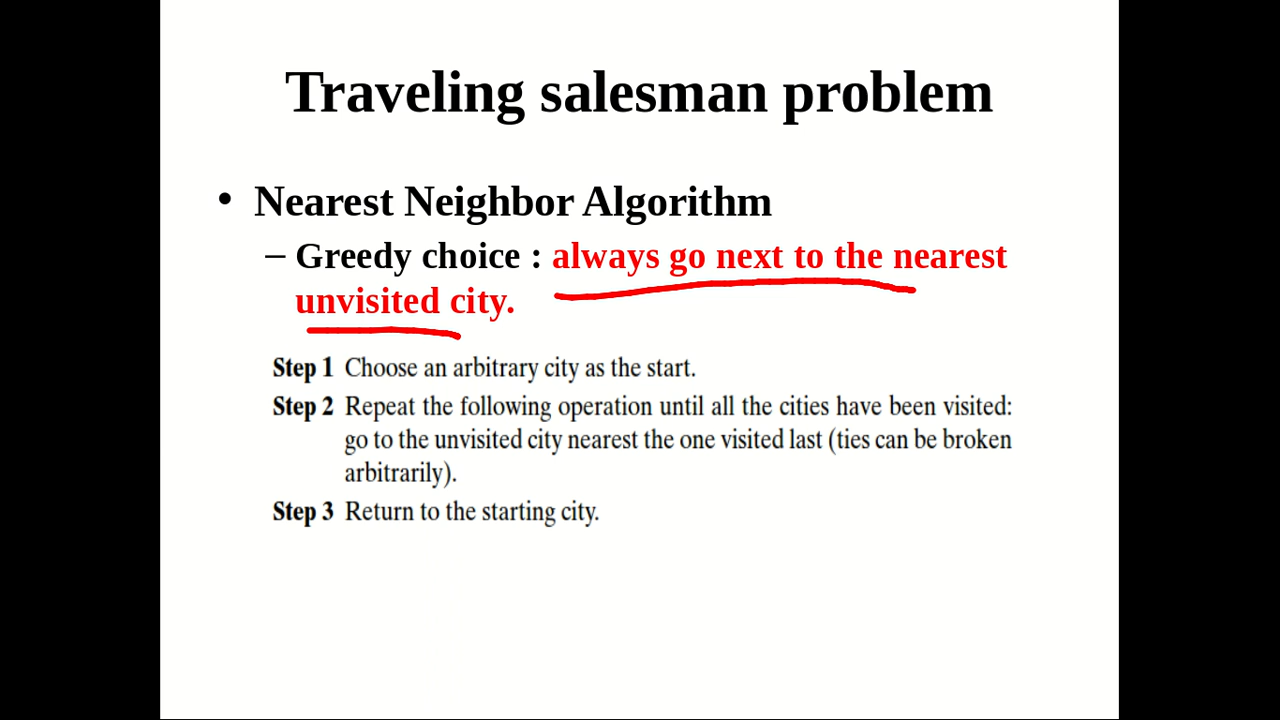 Traveling salesman problem
• Nearest Neighbor Algorithm
– Greedy choice : always go next to the nearest
unvisited city.
Step 1 Choose an arbitrary city as the start.
Step 2 Repeat the following operation until all the cities have been visited:
go to the unvisited city nearest the one visited last (ties can be broken
arbitrarily).
Step 3 Return to the starting city.